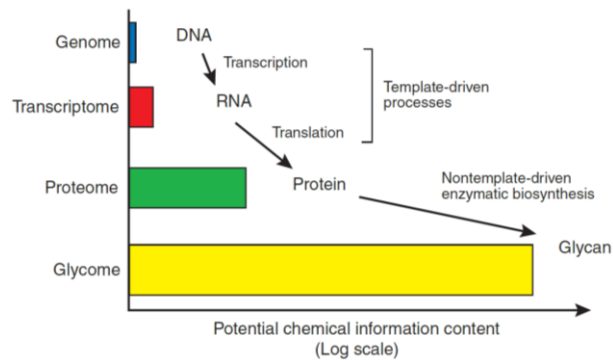 Genome
DNA
Transcription
Template-driven
processes
Transcriptome
RNA
Translation
Proteome
Protein
Nontemplate-driven
enzymatic biosynthesis
Glycan
Glycome
Potential chemical information content
(Log scale)